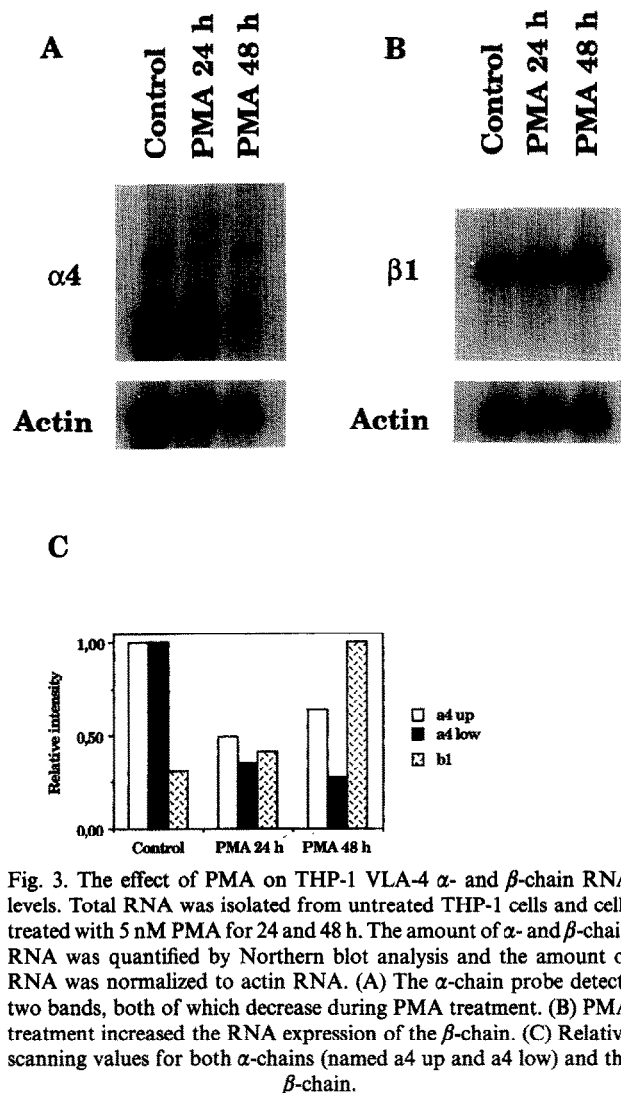 A
Control
PMA 24 h
PMA 48 h
α4
Actin
B
Control
PMA 24 h
PMA 48 h
β1
Actin
C
Relative intensity
1,00
0,50
0,00
Control PMA 24 h PMA 48 h
a4 up
a4 low
b1
Fig. 3. The effect of PMA on THP-1 VLA-4 α- and β-chain RNA
levels. Total RNA was isolated from untreated THP-1 cells and cell
treated with 5 nM PMA for 24 and 48 h. The amount of α- and β-chai
RNA was quantified by Northern blot analysis and the amount o
RNA was normalized to actin RNA. (A) The α-chain probe detect
two bands, both of which decrease during PMA treatment. (B) PMA
treatment increased the RNA expression of the β-chain. (C) Relativ
scanning values for both α-chains (named a4 up and a4 low) and th
β-chain.